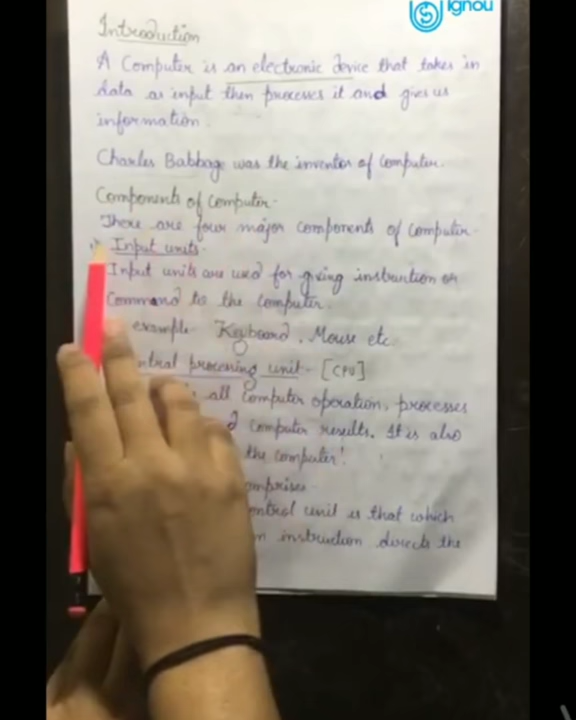 ignou
Introduction
A Computer is an electronic device that takes in
data as input then processes it and gives us
information.
Charles Babbage was the inventor of computer.
Components of computer-
There are four major components of computer-
Input units-
Input units are used for giving instruction or
Command to the computer.
example- Keyboard, Mouse etc
ntral processing unit- [CPU]
all computer operation, processes
computer results. It is also
the computer!
omprises-
ontrol unit is that which
n instruction directs the